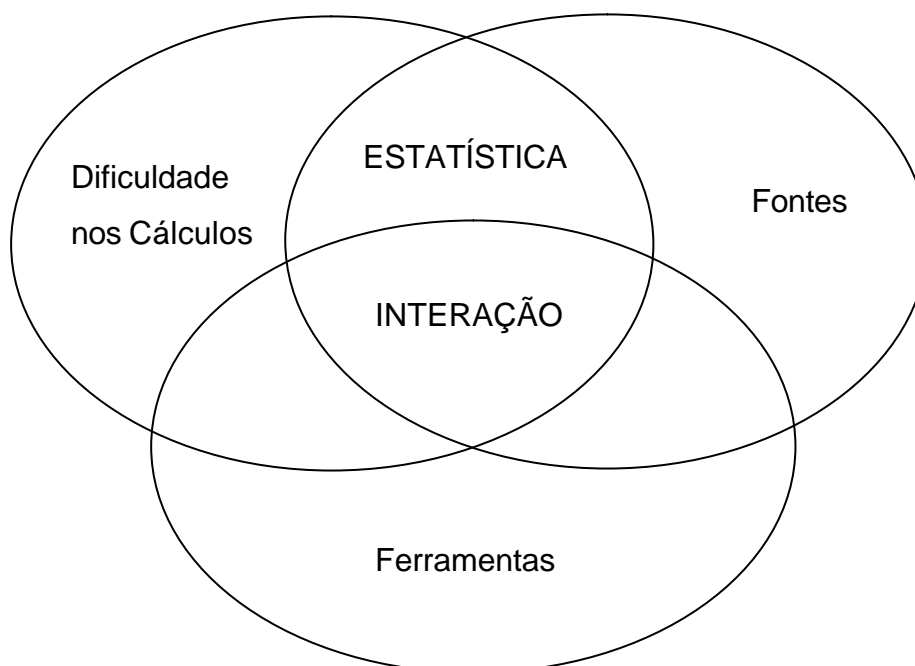 ESTATÍSTICA
Dificuldade
nos Cálculos
Fontes
INTERAÇÃO
Ferramentas